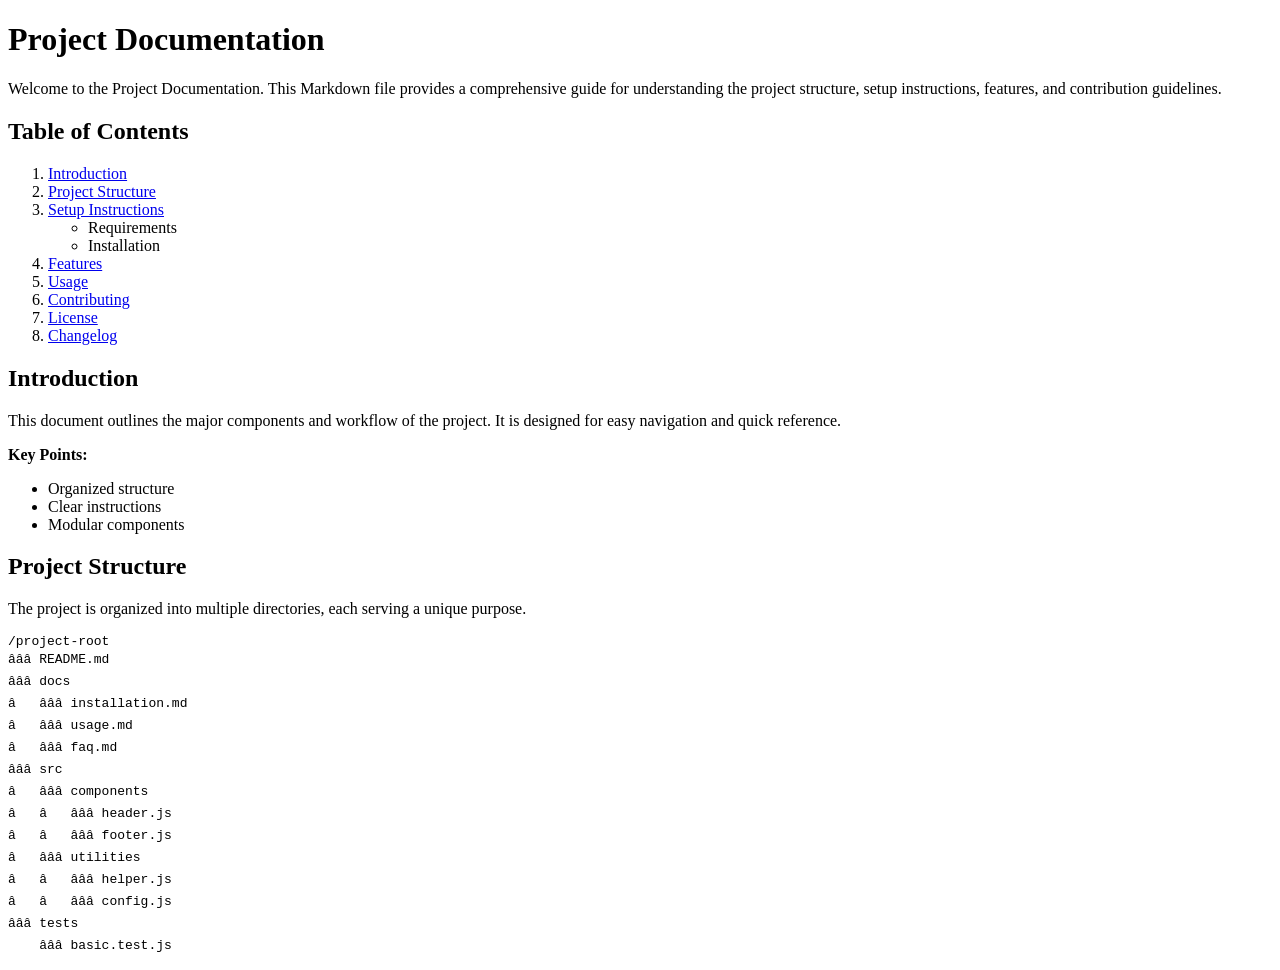 Project Documentation
Welcome to the Project Documentation. This Markdown file provides a comprehensive guide for understanding the project structure, setup instructions, features, and contribution guidelines.
Table of Contents
1. Introduction
2. Project Structure
3. Setup Instructions
○ Requirements
○ Installation
4. Features
5. Usage
6. Contributing
7. License
8. Changelog
Introduction
This document outlines the major components and workflow of the project. It is designed for easy navigation and quick reference.
Key Points:
• Organized structure
• Clear instructions
• Modular components
Project Structure
The project is organized into multiple directories, each serving a unique purpose.
/project-root
âââ README.md
âââ docs
â   âââ installation.md
â   âââ usage.md
â   âââ faq.md
âââ src
â   âââ components
â   â   âââ header.js
â   â   âââ footer.js
â   âââ utilities
â   â   âââ helper.js
â   â   âââ config.js
âââ tests
    âââ basic.test.js